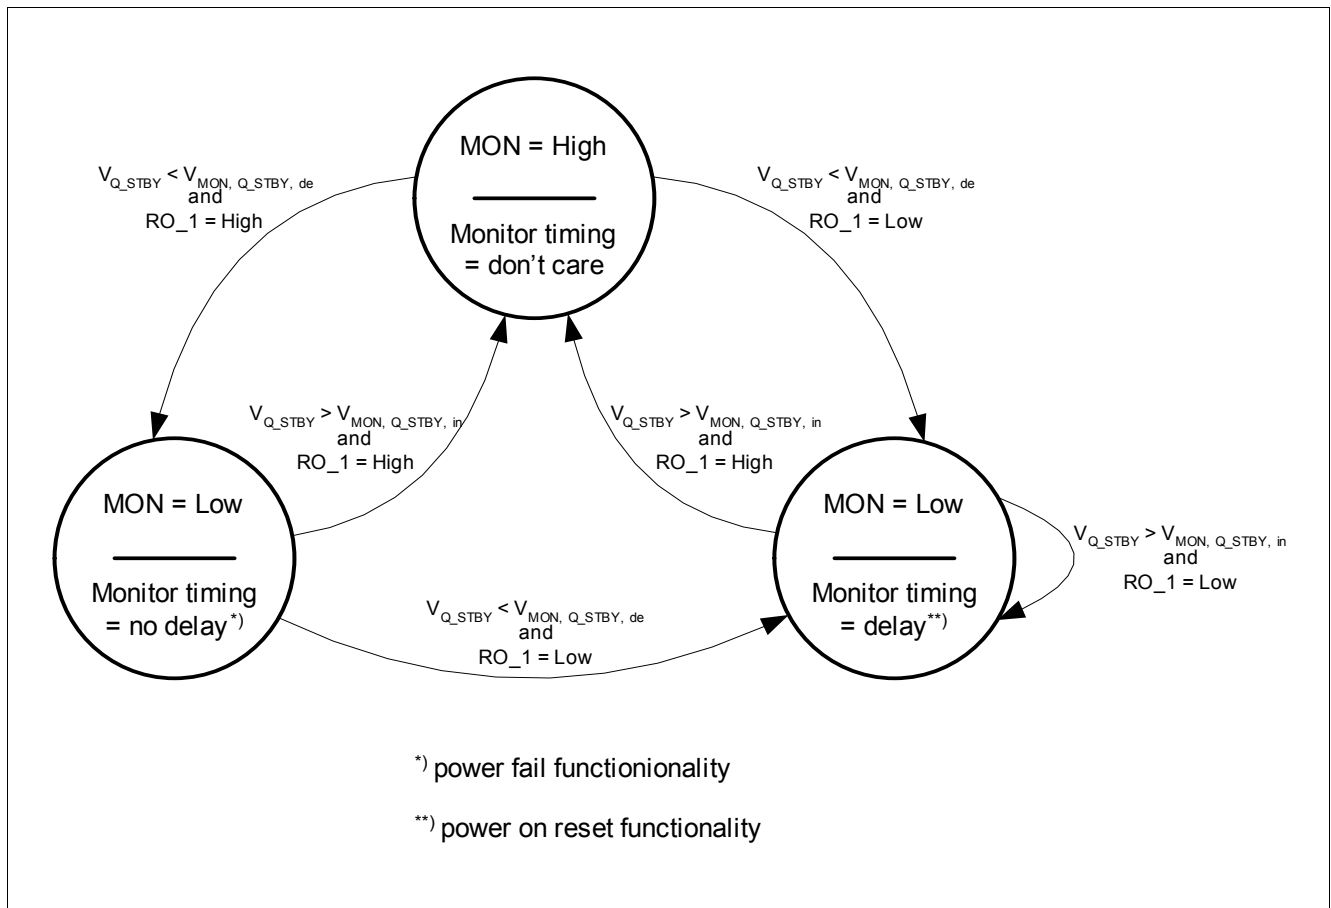 MON = High
Monitor timing
= don't care
V_Q_STBY < V_MON, Q_STBY, de
and
RO_1 = High
V_Q_STBY < V_MON, Q_STBY, de
and
RO_1 = Low
V_Q_STBY > V_MON, Q_STBY, in
and
RO_1 = High
V_Q_STBY > V_MON, Q_STBY, in
and
RO_1 = High
MON = Low
Monitor timing
= no delay*)
MON = Low
Monitor timing
= delay**)
V_Q_STBY > V_MON, Q_STBY, in
and
RO_1 = Low
V_Q_STBY < V_MON, Q_STBY, de
and
RO_1 = Low
*) power fail functionionality
**) power on reset functionality